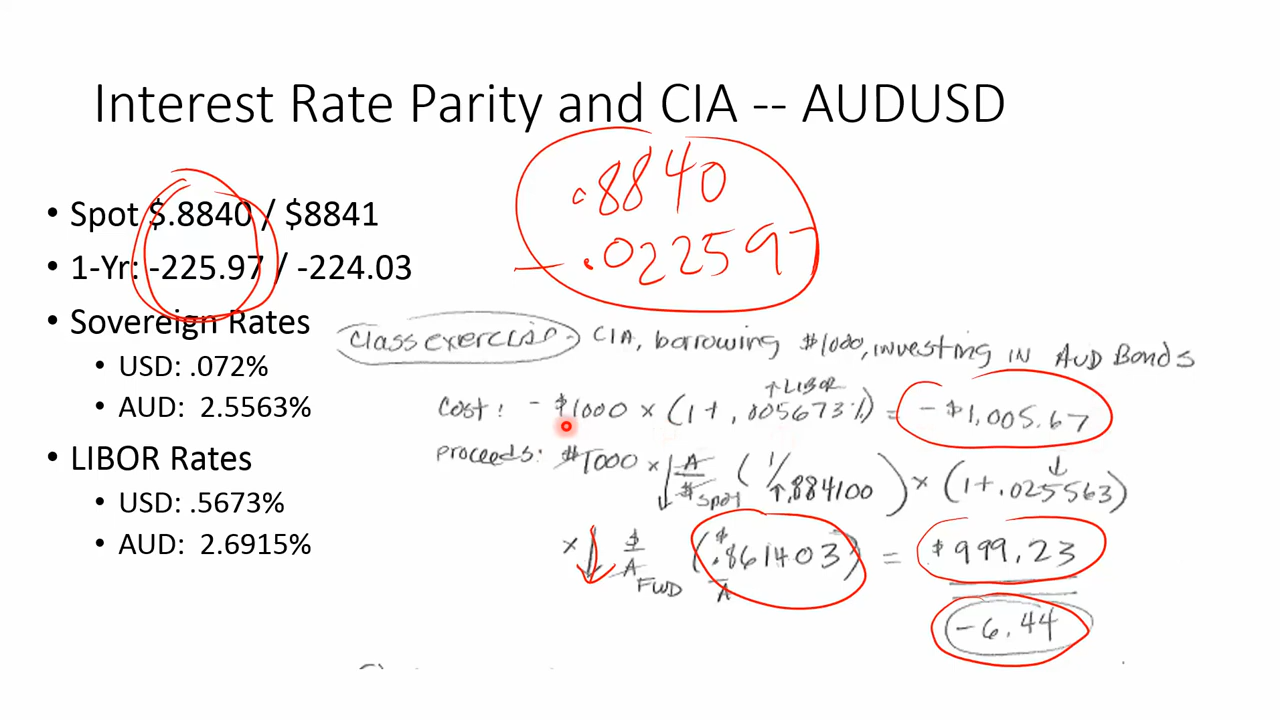 Interest Rate Parity and CIA -- AUDUSD
.8840
- .022597
• Spot $.8840 / $8841
• 1-Yr: -225.97 / -224.03
• Sovereign Rates
• USD: .072%
• AUD: 2.5563%
• LIBOR Rates
• USD: .5673%
• AUD: 2.6915%
Class exercise - CIA, borrowing $1000, investing IN AUD Bonds
↑LIBOR
cost: - $1000 × (1+ .005673%) = - $1,005.67
proceeds: $1000 × ↓ A/$ spot (1/↑.884100) × (1+.025563)
× ↓ $/A FWD ($.861403/A) = $999.23
-6.44